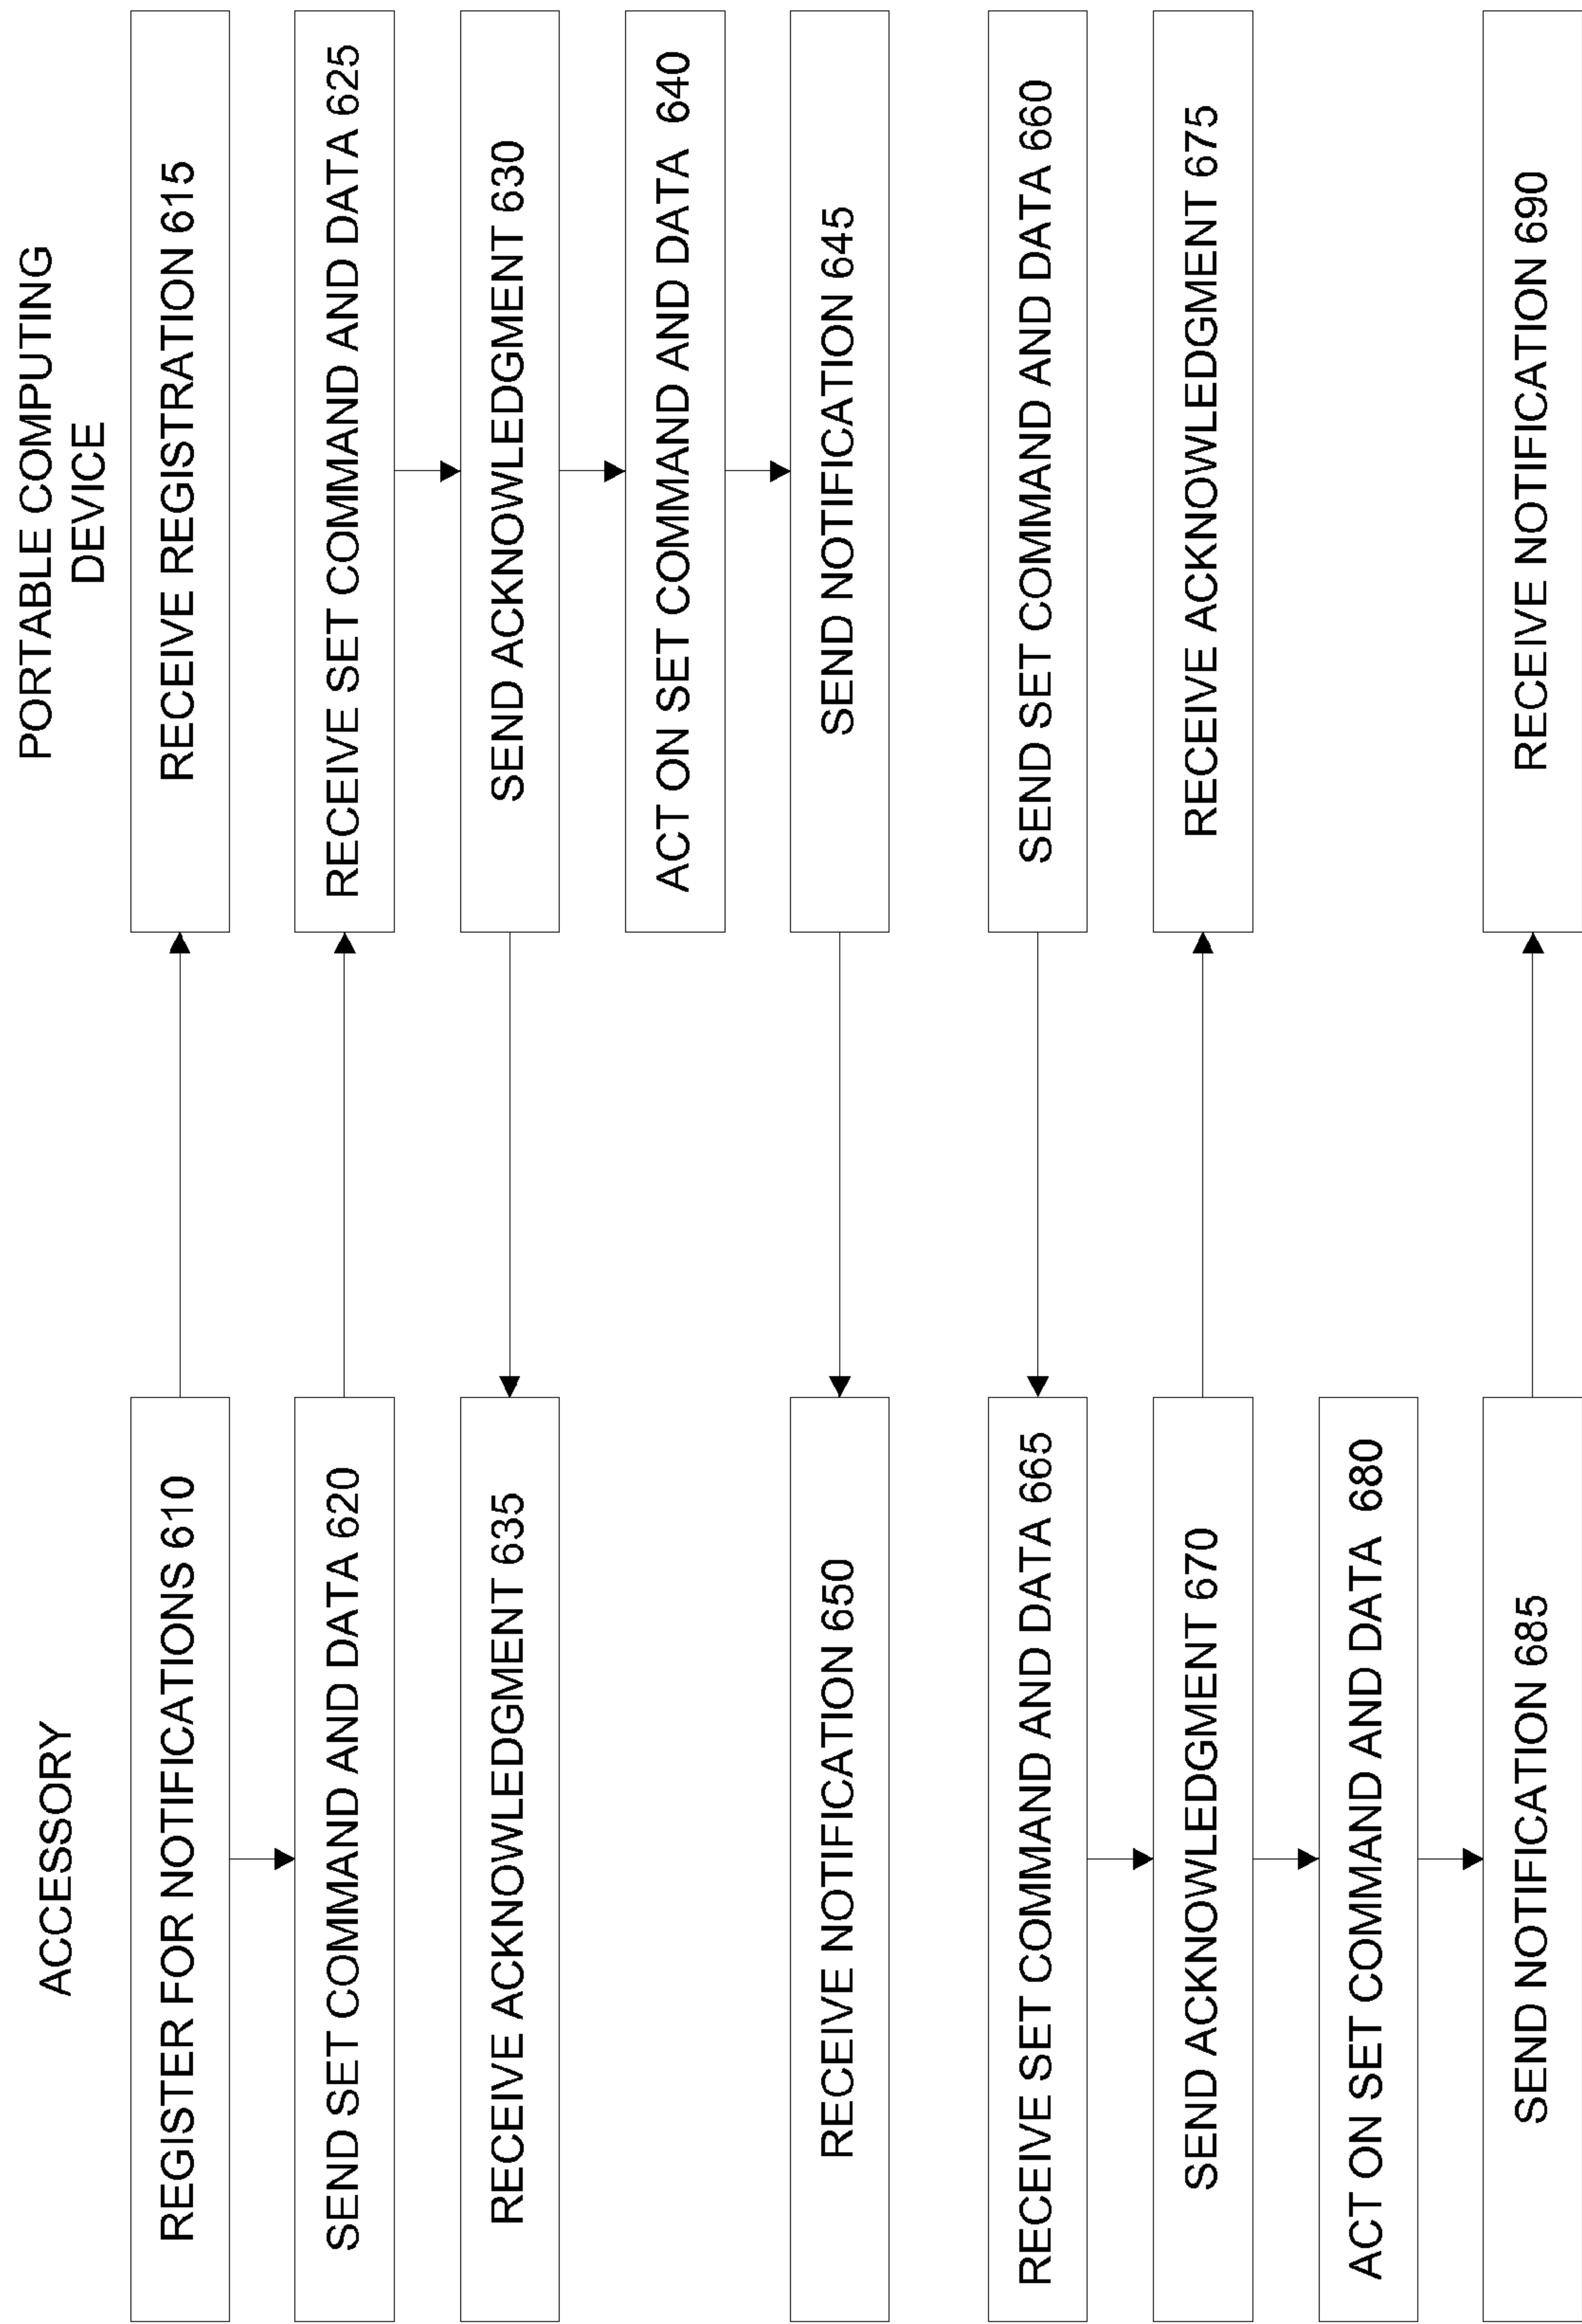 ACCESSORY
PORTABLE COMPUTING
DEVICE
REGISTER FOR NOTIFICATIONS 610
RECEIVE REGISTRATION 615
SEND SET COMMAND AND DATA 620
RECEIVE SET COMMAND AND DATA 625
RECEIVE ACKNOWLEDGMENT 635
SEND ACKNOWLEDGMENT 630
ACT ON SET COMMAND AND DATA 640
RECEIVE NOTIFICATION 650
SEND NOTIFICATION 645
RECEIVE SET COMMAND AND DATA 665
SEND SET COMMAND AND DATA 660
SEND ACKNOWLEDGMENT 670
RECEIVE ACKNOWLEDGMENT 675
ACT ON SET COMMAND AND DATA 680
SEND NOTIFICATION 685
RECEIVE NOTIFICATION 690